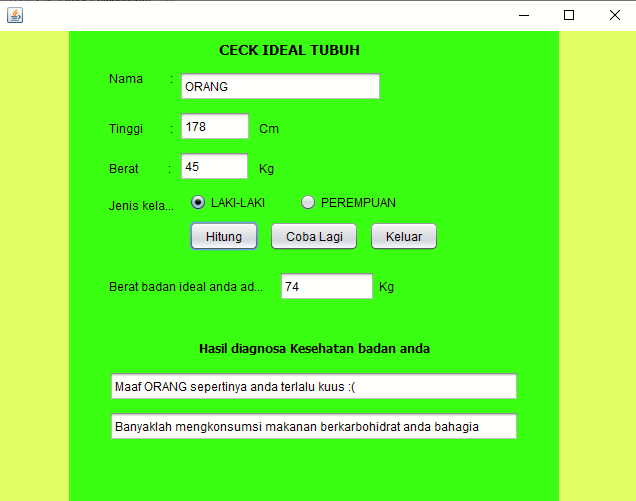 CECK IDEAL TUBUH
Nama : ORANG
Tinggi : 178 Cm
Berat : 45 Kg
Jenis kela... LAKI-LAKI PEREMPUAN
Hitung Coba Lagi Keluar
Berat badan ideal anda ad... 74 Kg
Hasil diagnosa Kesehatan badan anda
Maaf ORANG sepertinya anda terlalu kuus :(
Banyaklah mengkonsumsi makanan berkarbohidrat anda bahagia